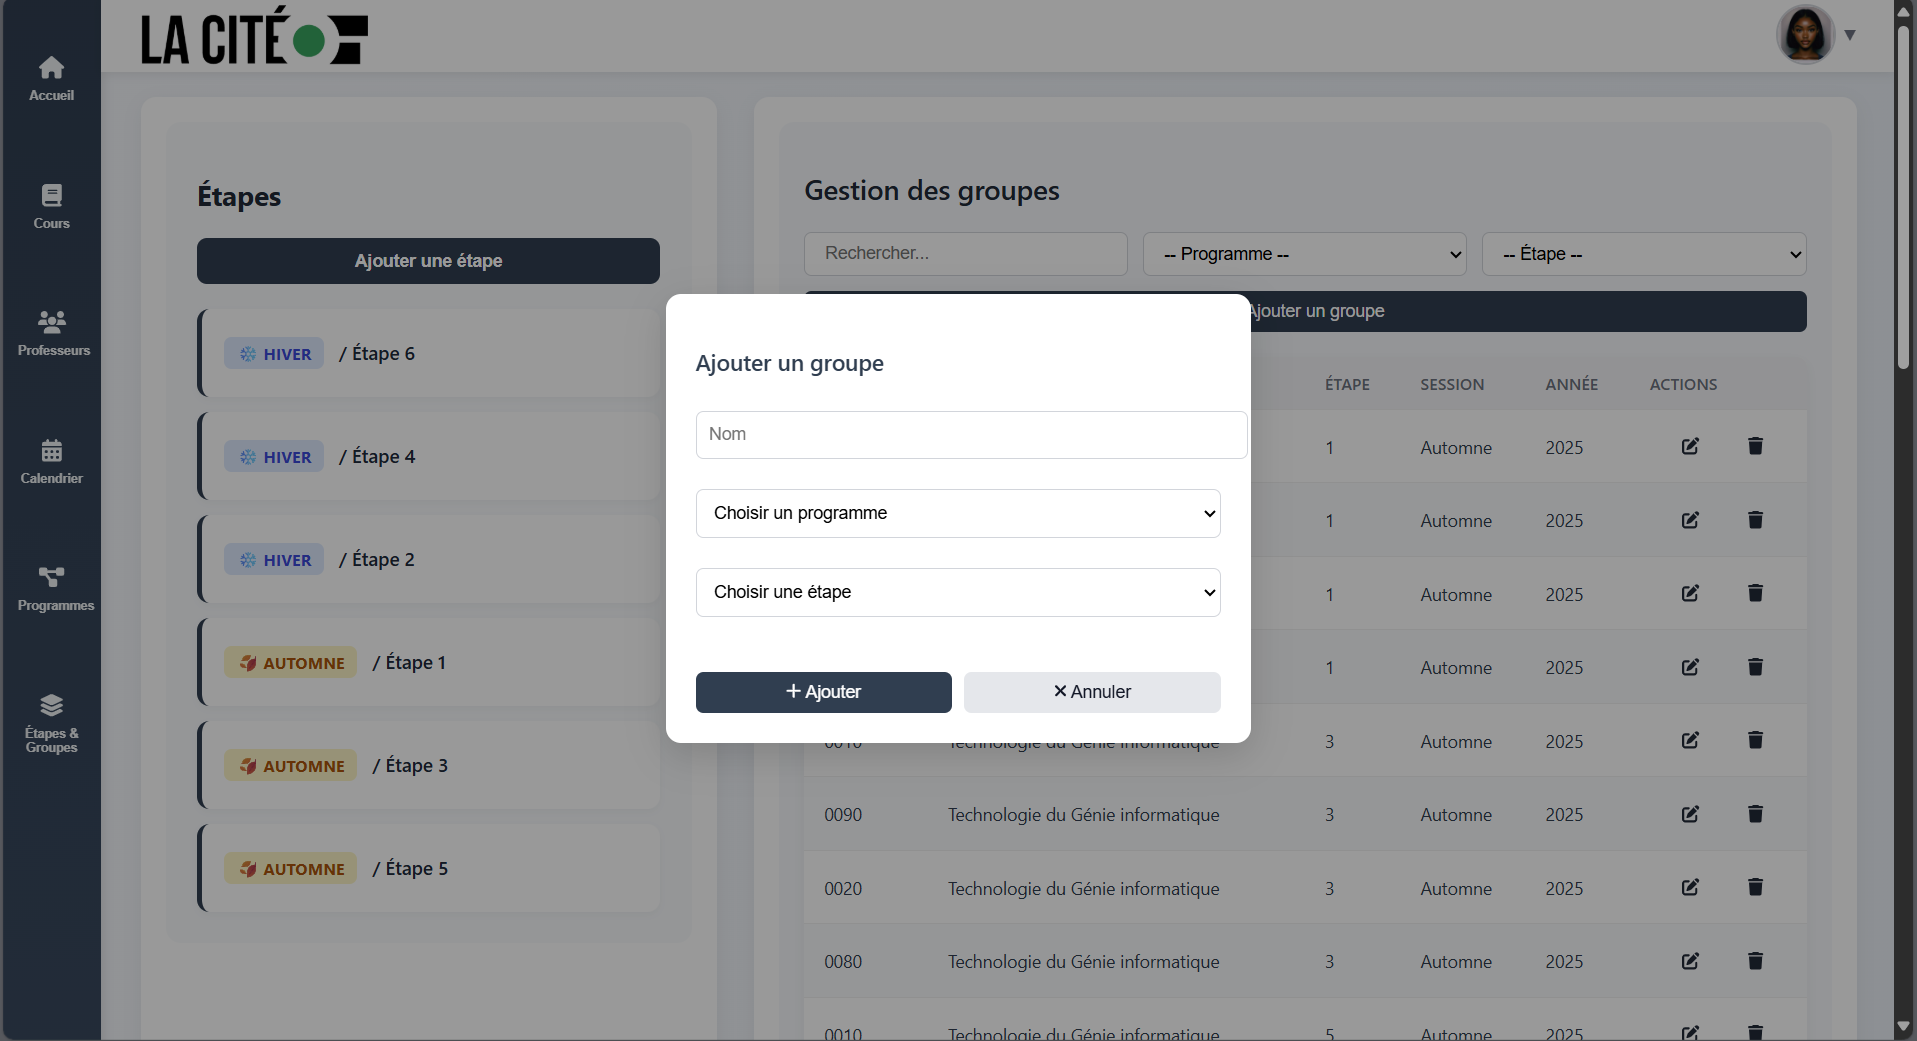 LA CITÉ
Accueil
Cours
Professeurs
Calendrier
Programmes
Étapes &
Groupes
Étapes
Ajouter une étape
HIVER / Étape 6
HIVER / Étape 4
HIVER / Étape 2
AUTOMNE / Étape 1
AUTOMNE / Étape 3
AUTOMNE / Étape 5
Gestion des groupes
Rechercher... -- Programme -- -- Étape --
Ajouter un groupe
ÉTAPE SESSION ANNÉE ACTIONS
1 Automne 2025
1 Automne 2025
1 Automne 2025
1 Automne 2025
0010 Technologie du Génie informatique 3 Automne 2025
0090 Technologie du Génie informatique 3 Automne 2025
0020 Technologie du Génie informatique 3 Automne 2025
0080 Technologie du Génie informatique 3 Automne 2025
0010 Technologie du Génie informatique 5 Automne 2025
Ajouter un groupe
Nom
Choisir un programme
Choisir une étape
Ajouter
Annuler